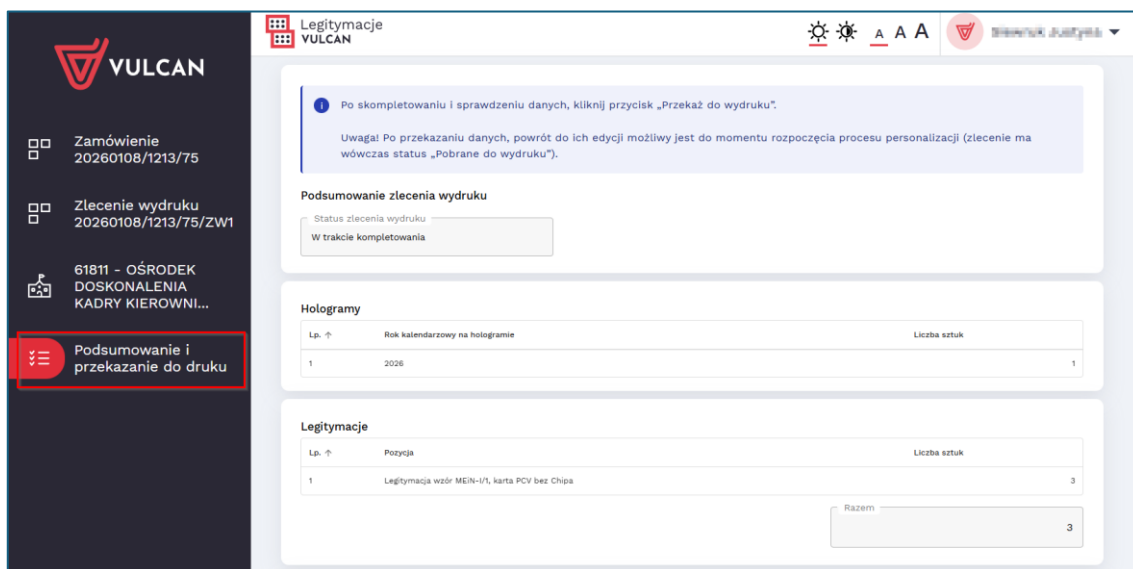 VULCAN
Legitymacje
VULCAN
A A A
Zamówienie
20260108/1213/75
Zlecenie wydruku
20260108/1213/75/ZW1
61811 - OŚRODEK
DOSKONALENIA
KADRY KIEROWNI...
Podsumowanie i
przekazanie do druku
Po skompletowaniu i sprawdzeniu danych, kliknij przycisk „Przekaż do wydruku”.
Uwaga! Po przekazaniu danych, powrót do ich edycji możliwy jest do momentu rozpoczęcia procesu personalizacji (zlecenie ma
wówczas status „Pobrane do wydruku”).
Podsumowanie zlecenia wydruku
Status zlecenia wydruku
W trakcie kompletowania
Hologramy
Lp. ↑ Rok kalendarzowy na hologramie Liczba sztuk
1 2026 1
Legitymacje
Lp. ↑ Pozycja Liczba sztuk
1 Legitymacja wzór MEiN-I/1, karta PCV bez Chipa 3
Razem
3